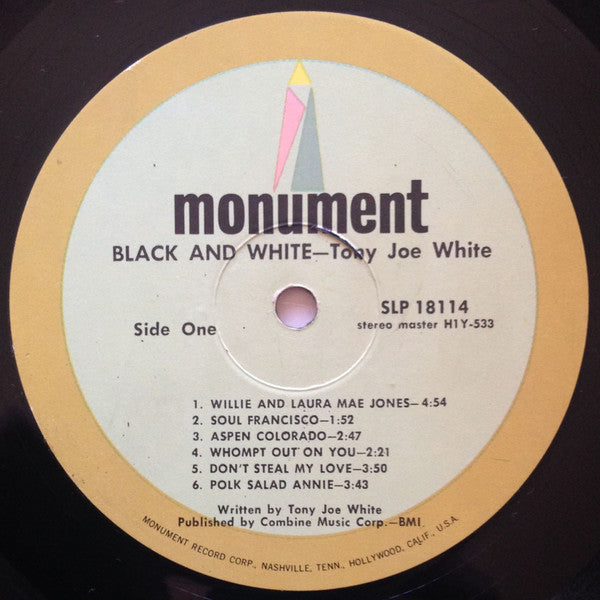 monument
BLACK AND WHITE—Tony Joe White
SLP 18114
Side One
stereo master H1Y-533
1. WILLIE AND LAURA MAE JONES—4:54
2. SOUL FRANCISCO—1:52
3. ASPEN COLORADO—2:47
4. WHOMPT OUT ON YOU—2:21
5. DON'T STEAL MY LOVE—3:50
6. POLK SALAD ANNIE—3:43
Written by Tony Joe White
Published by Combine Music Corp.—BMI
MONUMENT RECORD CORP., NASHVILLE, TENN., HOLLYWOOD, CALIF., U.S.A.